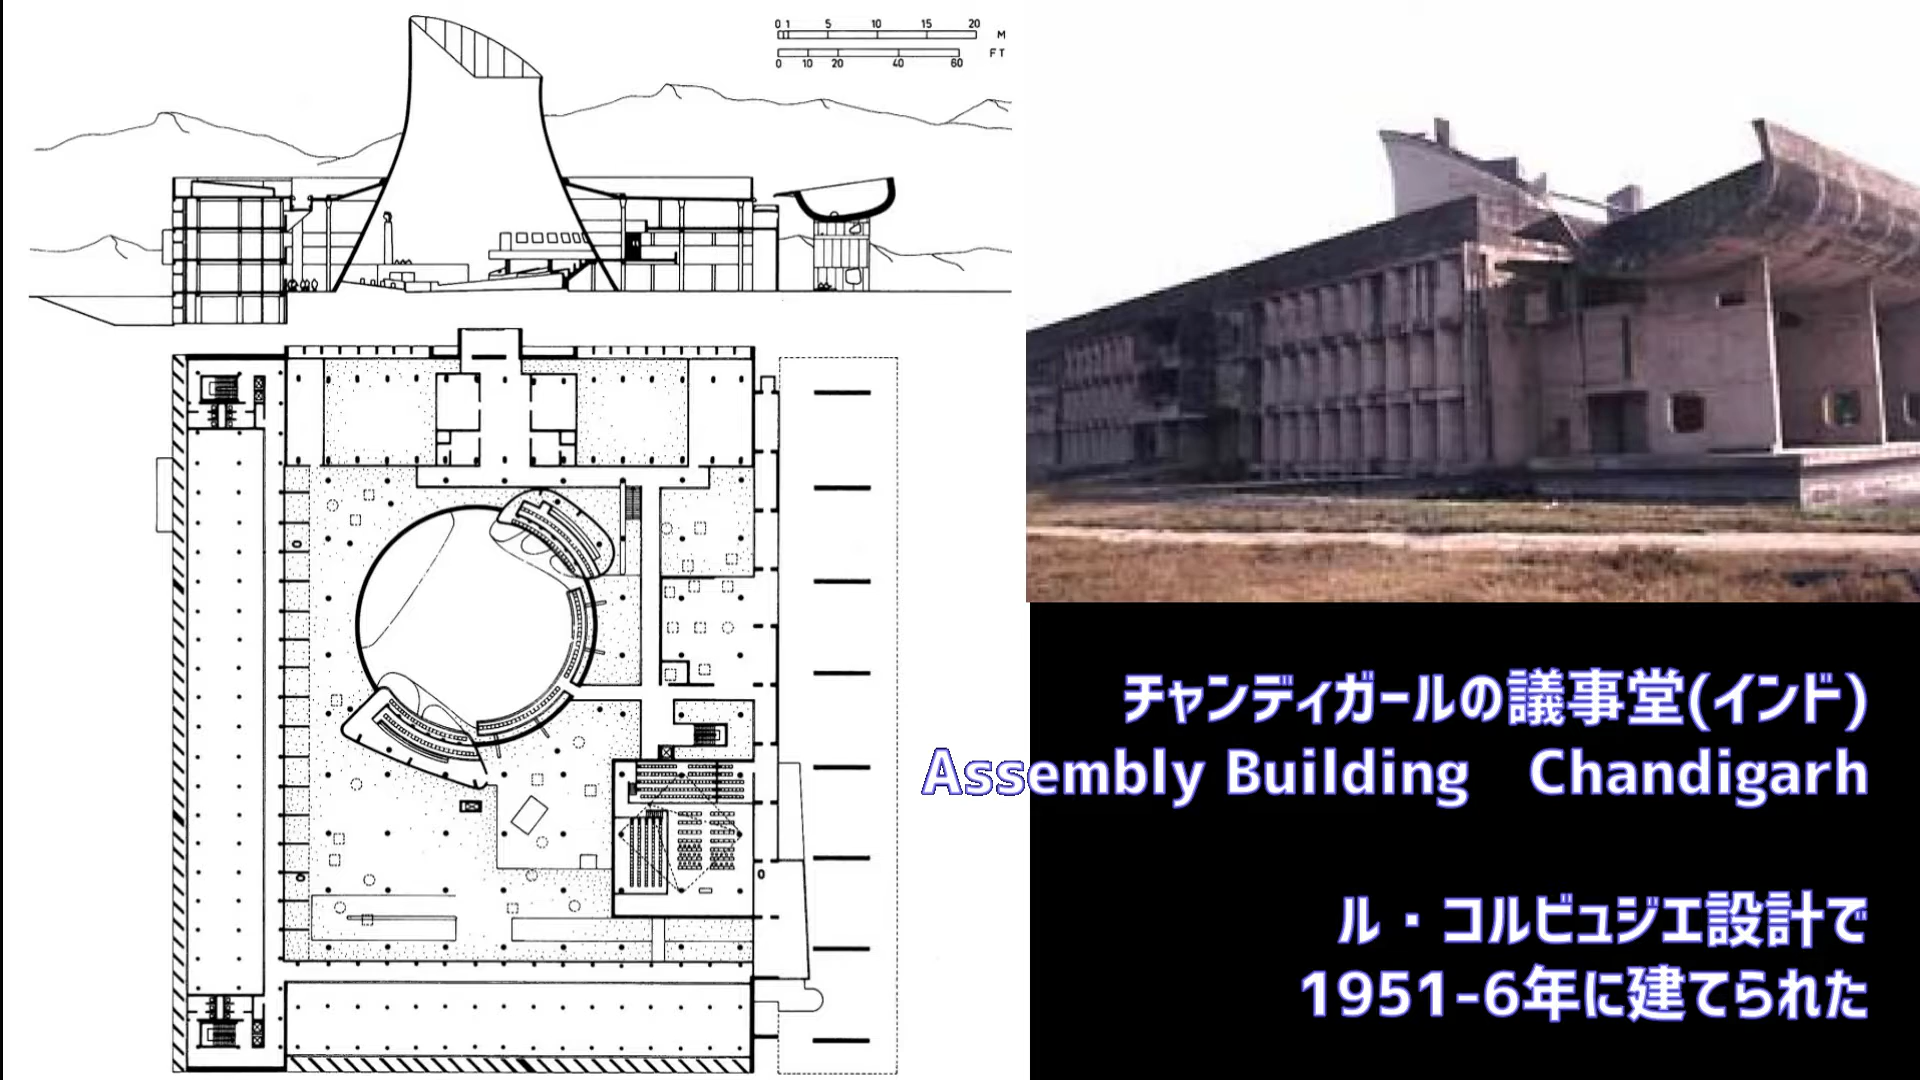 0 1 5 10 15 20
M
FT
0 10 20 40 60
チャンディガールの議事堂(インド)
Assembly Building　Chandigarh
ル・コルビュジエ設計で
1951-6年に建てられた